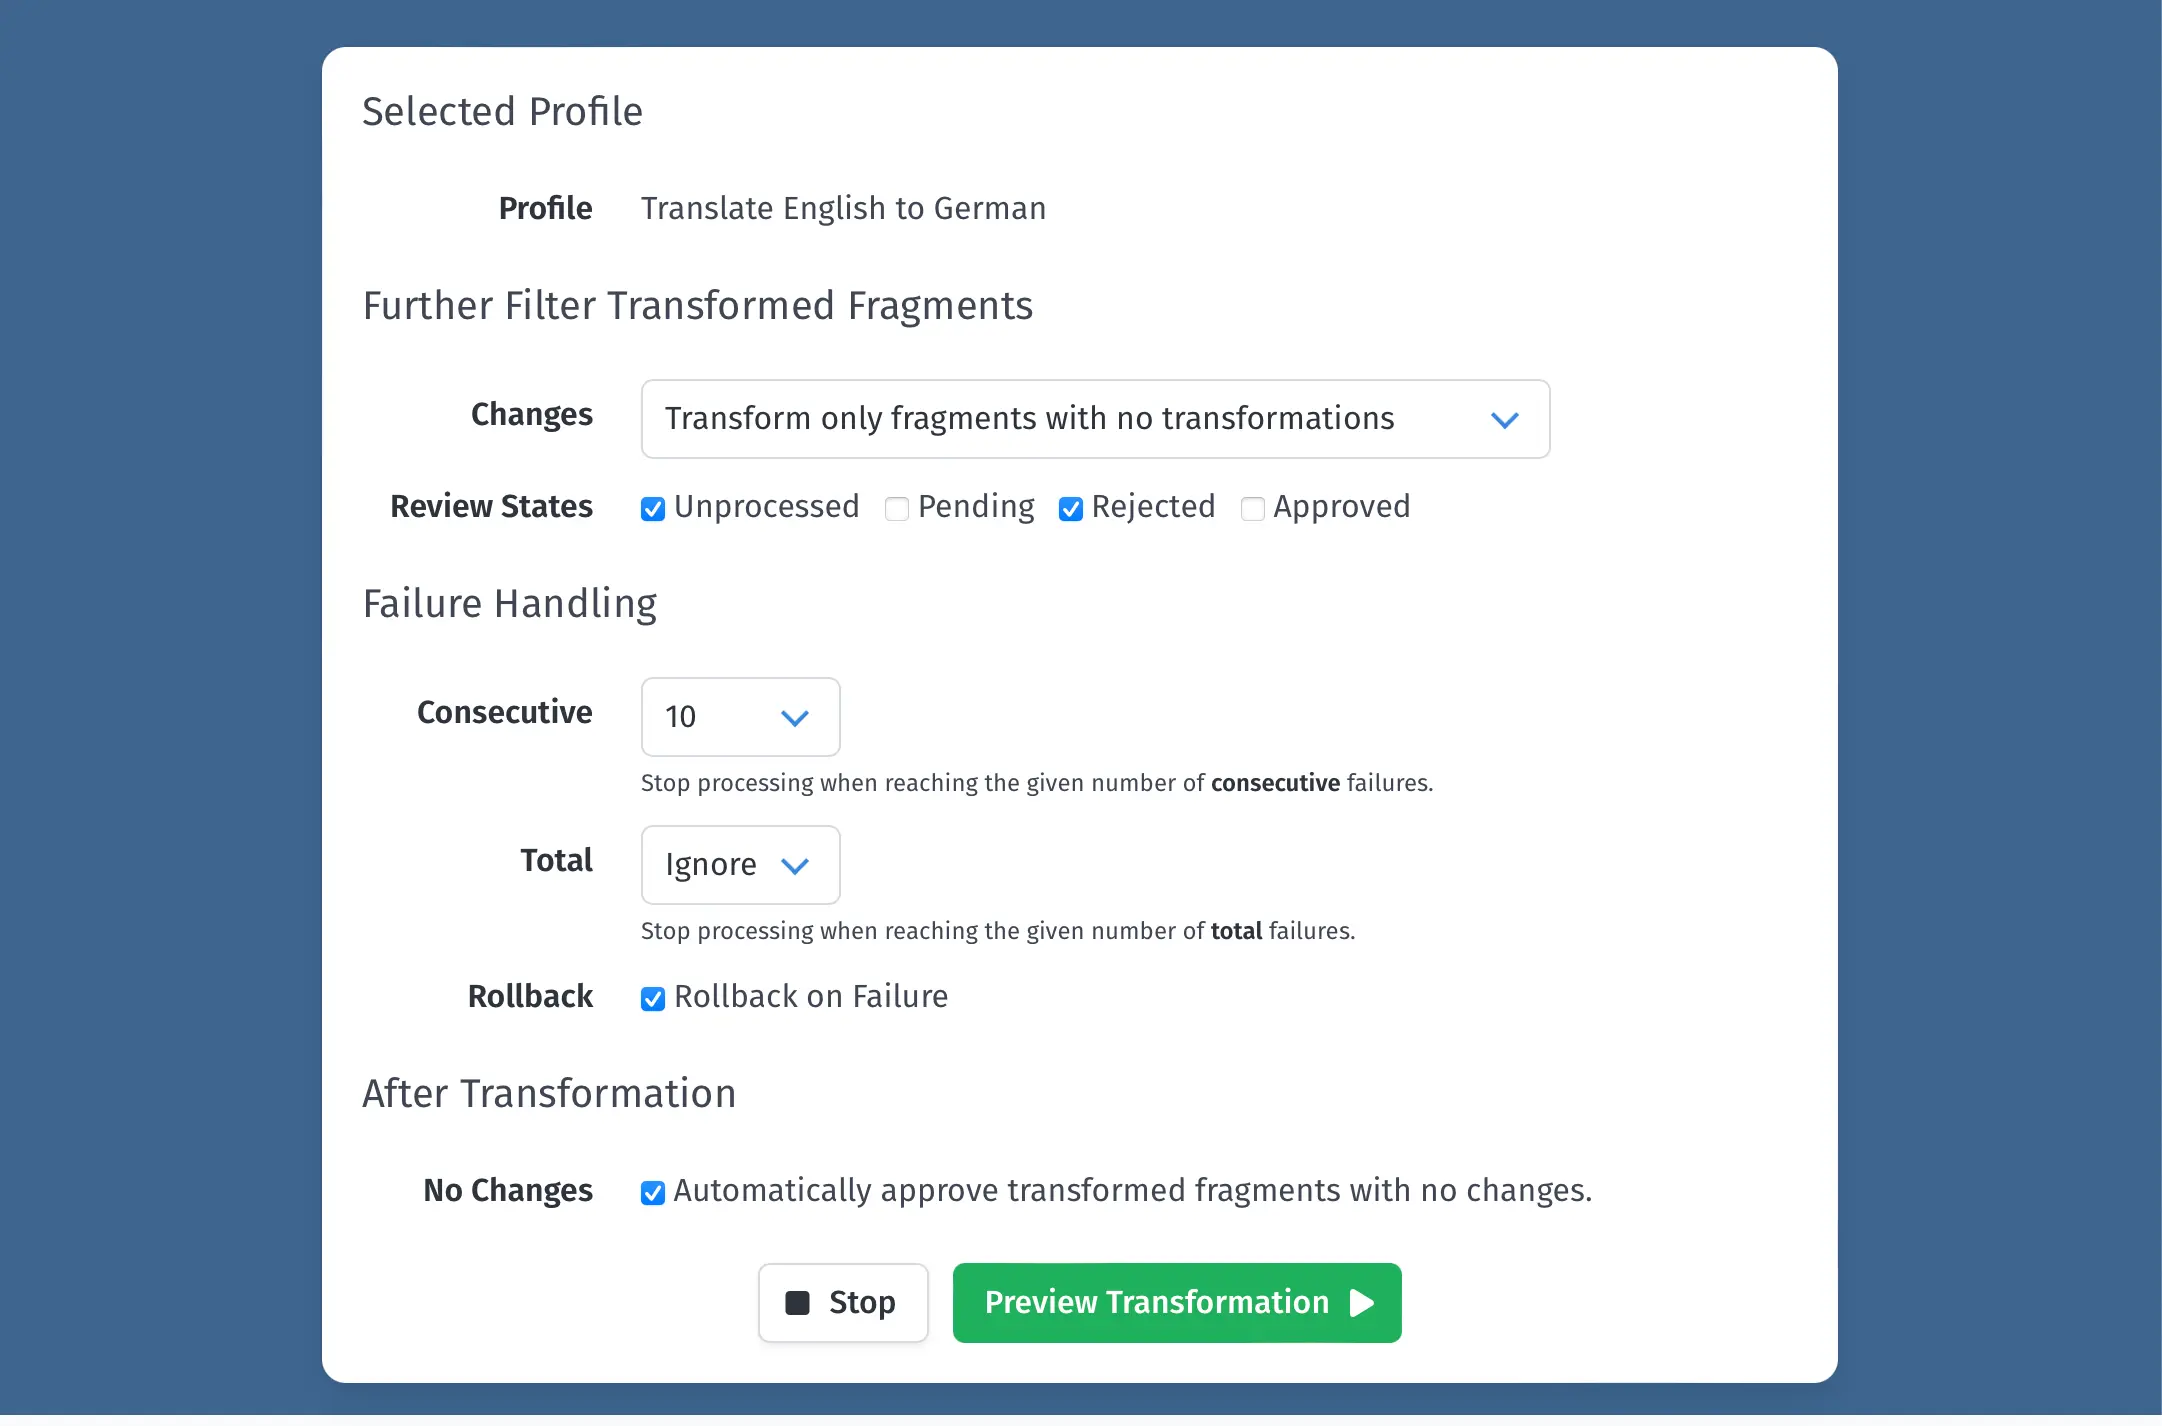 Selected Profile
Profile Translate English to German
Further Filter Transformed Fragments
Changes Transform only fragments with no transformations
Review States Unprocessed Pending Rejected Approved
Failure Handling
Consecutive 10
Stop processing when reaching the given number of consecutive failures.
Total Ignore
Stop processing when reaching the given number of total failures.
Rollback Rollback on Failure
After Transformation
No Changes Automatically approve transformed fragments with no changes.
Stop Preview Transformation